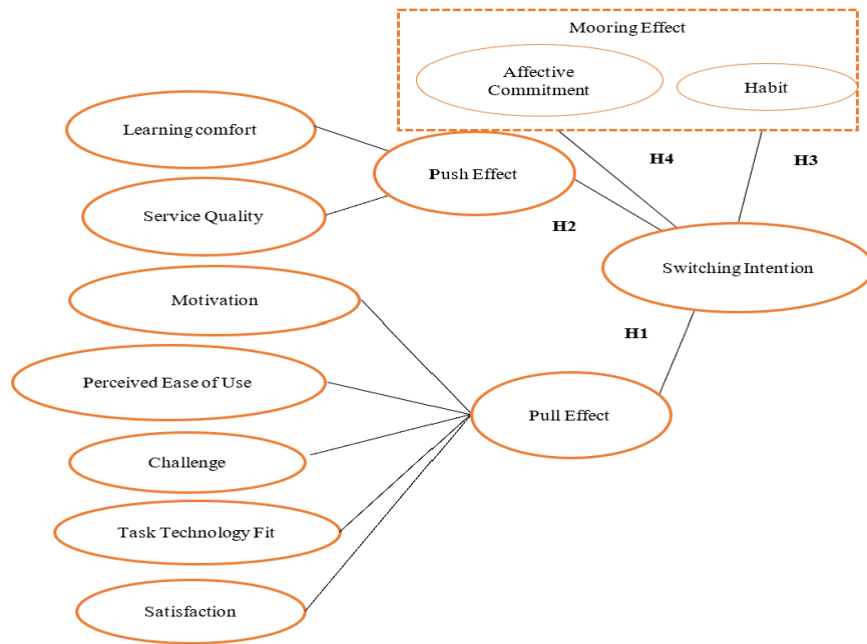 Mooring Effect
Affective
Commitment
Habit
Learning comfort
Push Effect
H4
H3
Service Quality
H2
Switching Intention
Motivation
H1
Perceived Ease of Use
Pull Effect
Challenge
Task Technology Fit
Satisfaction